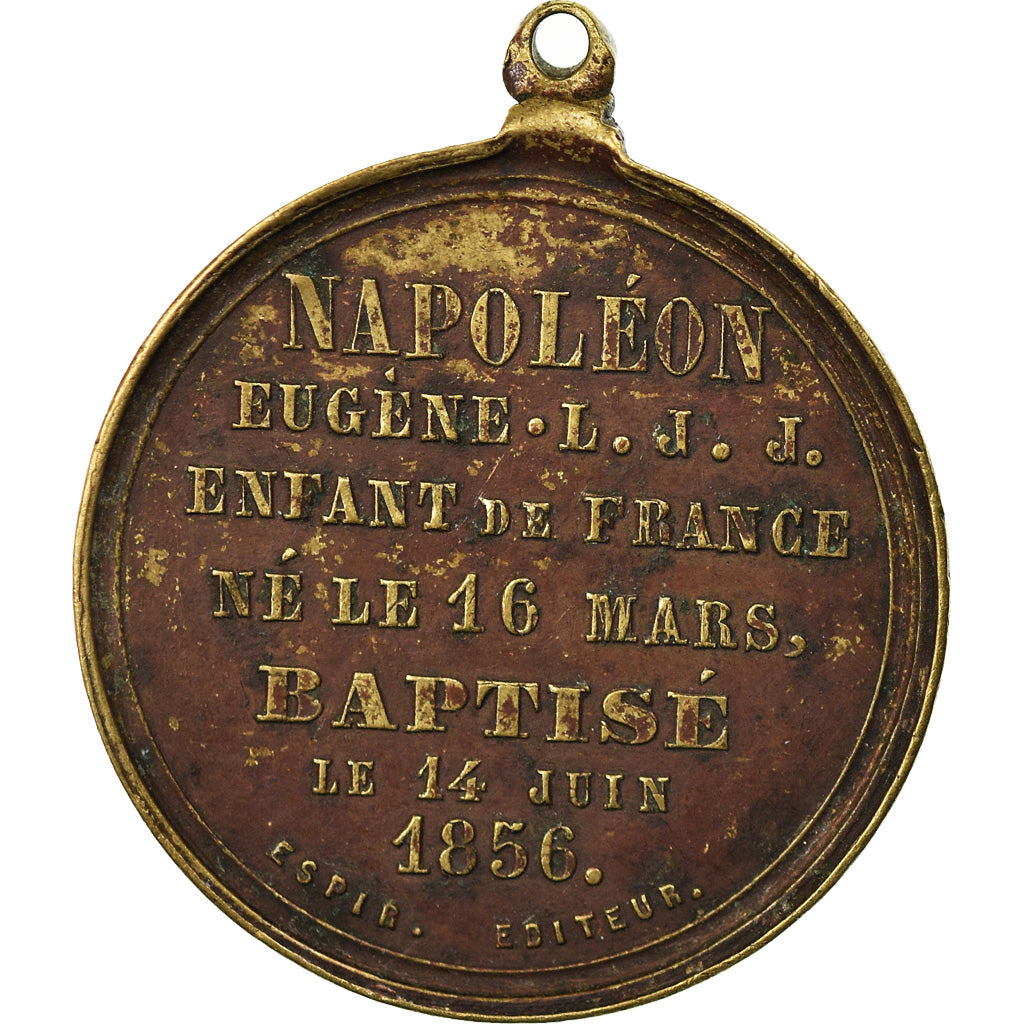 NAPOLÉON
EUGÈNE · L. J. J.
ENFANT DE FRANCE
NÉ LE 16 MARS,
BAPTISÉ
LE 14 JUIN
1856.
ESPIR. EDITEUR.